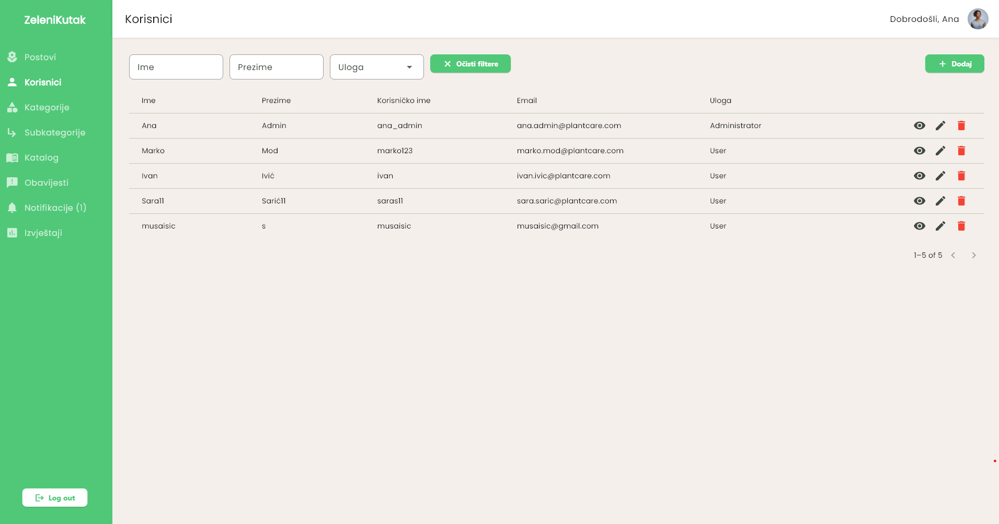 ZeleniKutak
Postovi
Korisnici
Kategorije
Subkategorije
Katalog
Obavijesti
Notifikacije (1)
Izvještaji
Log out
Korisnici
Dobrodošli, Ana
Ime Prezime Uloga Očisti filtere Dodaj
Ime Prezime Korisničko ime Email Uloga
Ana Admin ana_admin ana.admin@plantcare.com Administrator
Marko Mod marko123 marko.mod@plantcare.com User
Ivan Ivić ivan ivan.ivic@plantcare.com User
Sara11 Sarić11 saras11 sara.saric@plantcare.com User
musaisic s musaisic musaisic@gmail.com User
1–5 of 5